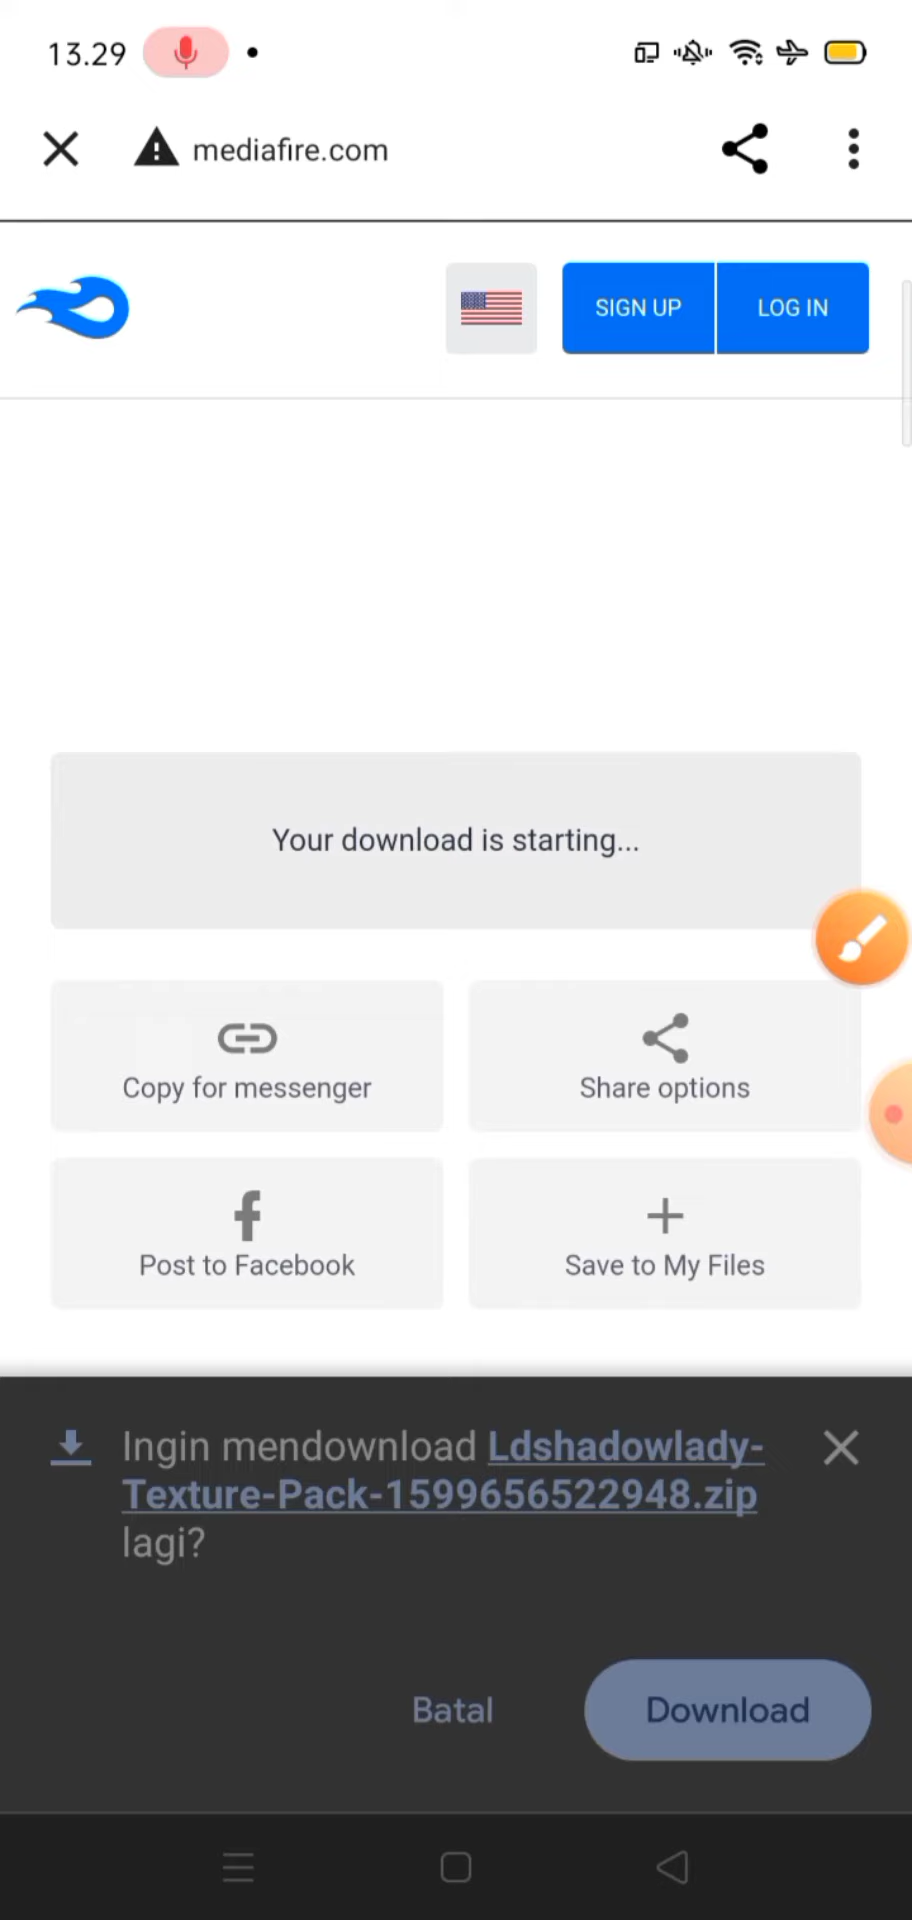 13.29
mediafire.com
SIGN UP
LOG IN
Your download is starting...
Copy for messenger
Share options
Post to Facebook
Save to My Files
Ingin mendownload Ldshadowlady-
Texture-Pack-1599656522948.zip
lagi?
Batal
Download